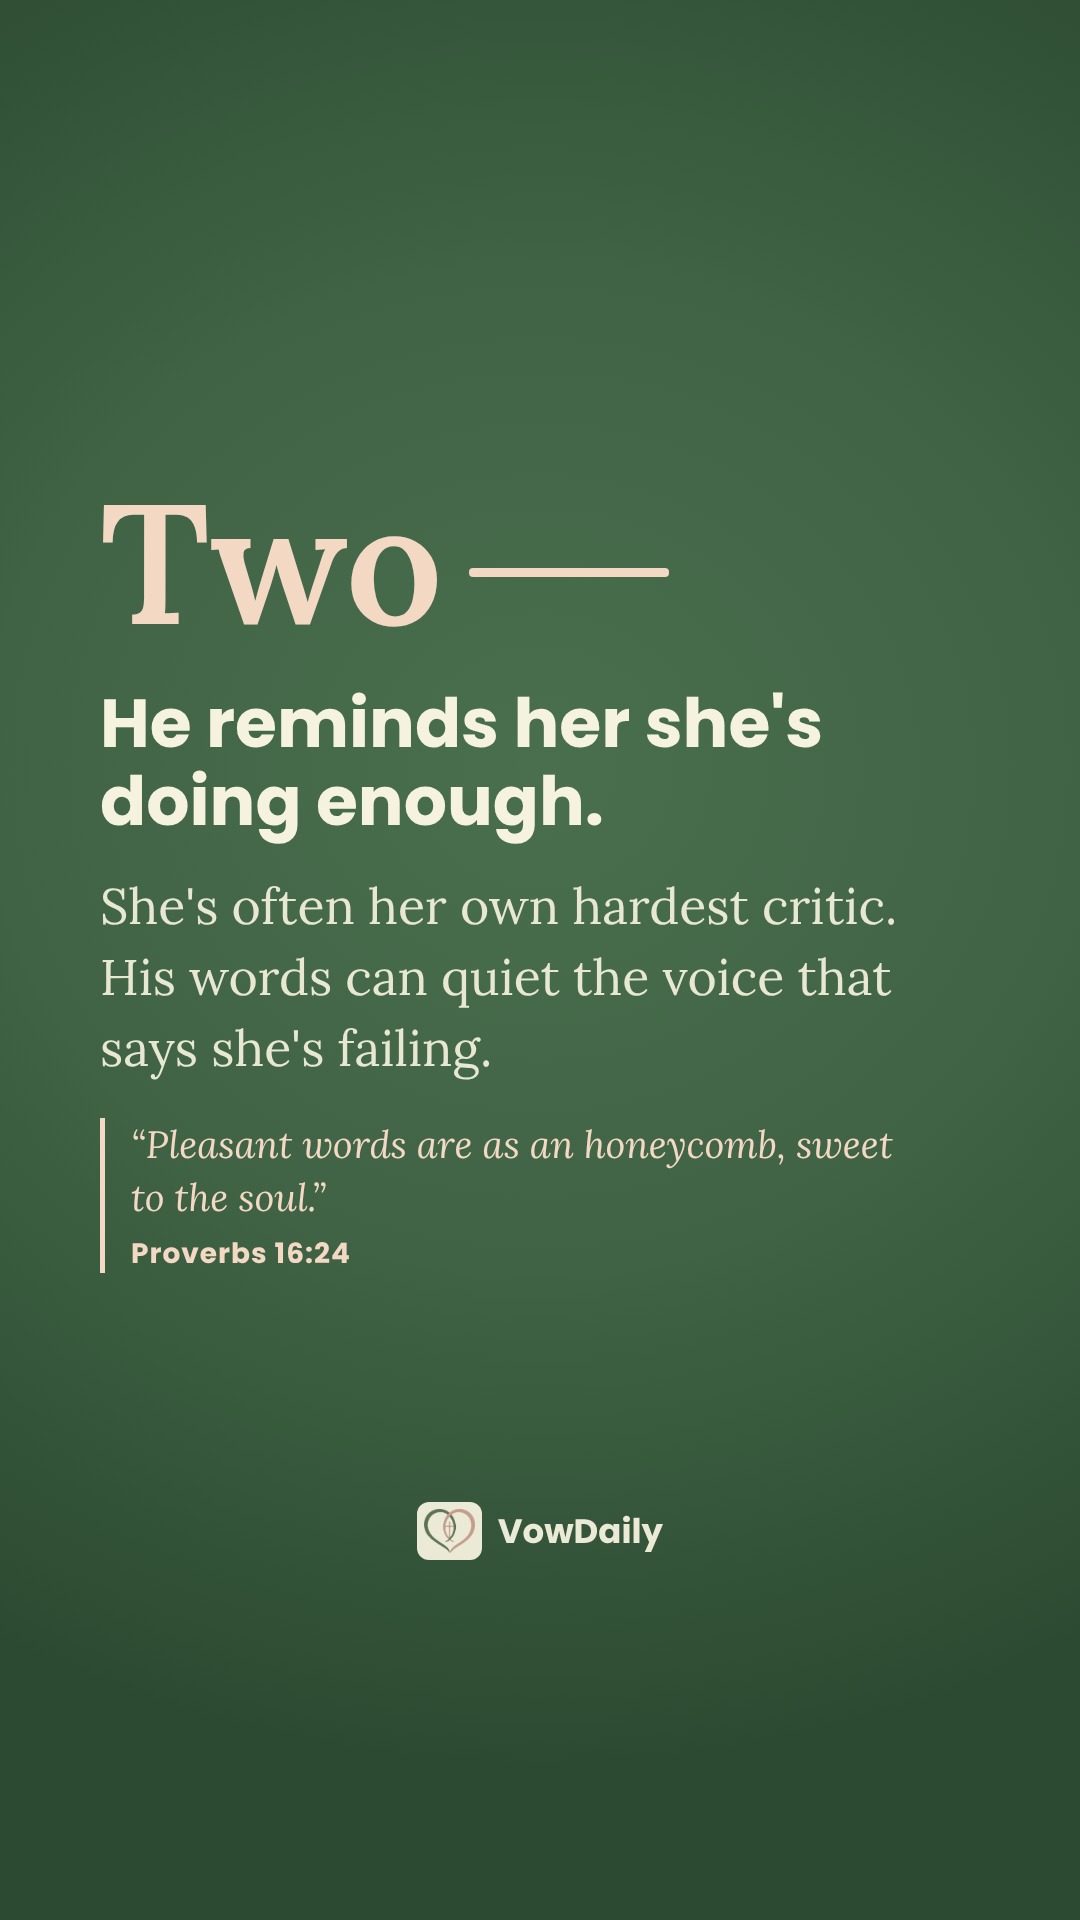 Two
He reminds her she's
doing enough.
She's often her own hardest critic.
His words can quiet the voice that
says she's failing.
“Pleasant words are as an honeycomb, sweet
to the soul.”
Proverbs 16:24
VowDaily